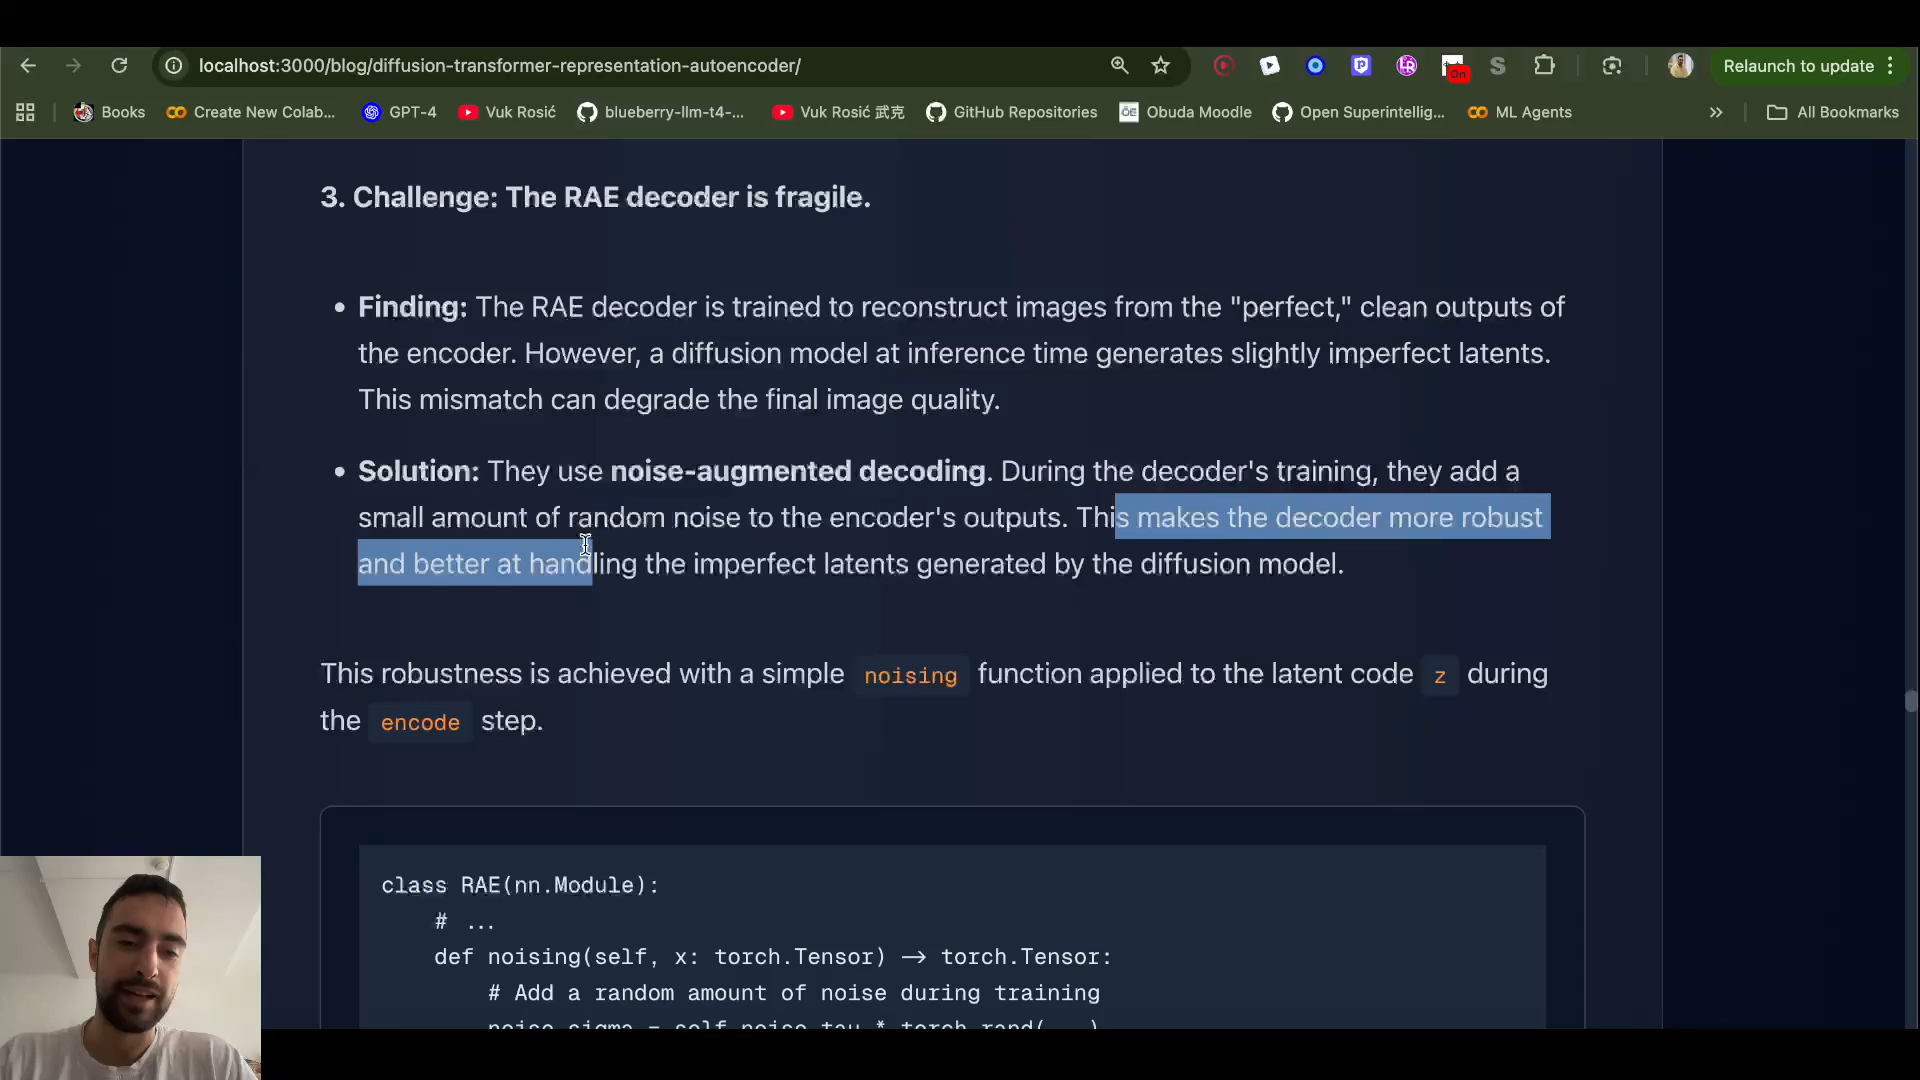 localhost:3000/blog/diffusion-transformer-representation-autoencoder/
On
S
Relaunch to update
Books
Create New Colab...
GPT-4
Vuk Rosić
blueberry-llm-t4-...
Vuk Rosić 武克
GitHub Repositories
Obuda Moodle
Open Superintellig...
ML Agents
»
All Bookmarks
3. Challenge: The RAE decoder is fragile.
• Finding: The RAE decoder is trained to reconstruct images from the "perfect," clean outputs of
the encoder. However, a diffusion model at inference time generates slightly imperfect latents.
This mismatch can degrade the final image quality.
• Solution: They use noise-augmented decoding. During the decoder's training, they add a
small amount of random noise to the encoder's outputs. This makes the decoder more robust
and better at handling the imperfect latents generated by the diffusion model.
This robustness is achieved with a simple noising function applied to the latent code z during
the encode step.
class RAE(nn.Module):
# ...
def noising(self, x: torch.Tensor) -> torch.Tensor:
# Add a random amount of noise during training
noise_sigma = self.noise_tau * torch.rand(...)